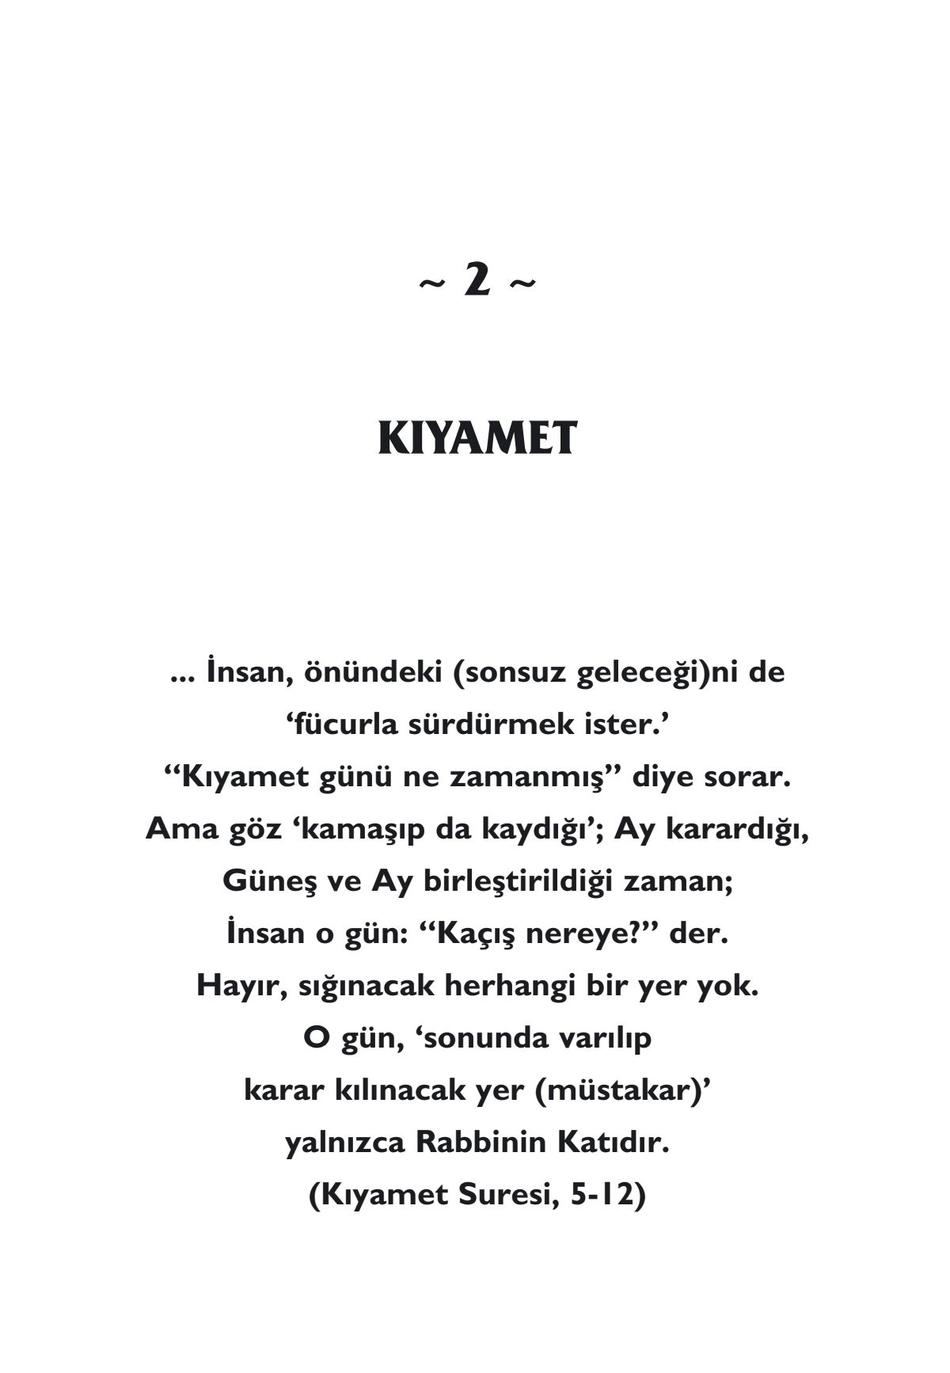 ~ 2 ~
KIYAMET
... İnsan, önündeki (sonsuz geleceği)ni de
‘fücurla sürdürmek ister.’
“Kıyamet günü ne zamanmış” diye sorar.
Ama göz ‘kamaşıp da kaydığı’; Ay karardığı,
Güneş ve Ay birleştirildiği zaman;
İnsan o gün: “Kaçış nereye?” der.
Hayır, sığınacak herhangi bir yer yok.
O gün, ‘sonunda varılıp
karar kılınacak yer (müstakar)’
yalnızca Rabbinin Katıdır.
(Kıyamet Suresi, 5-12)